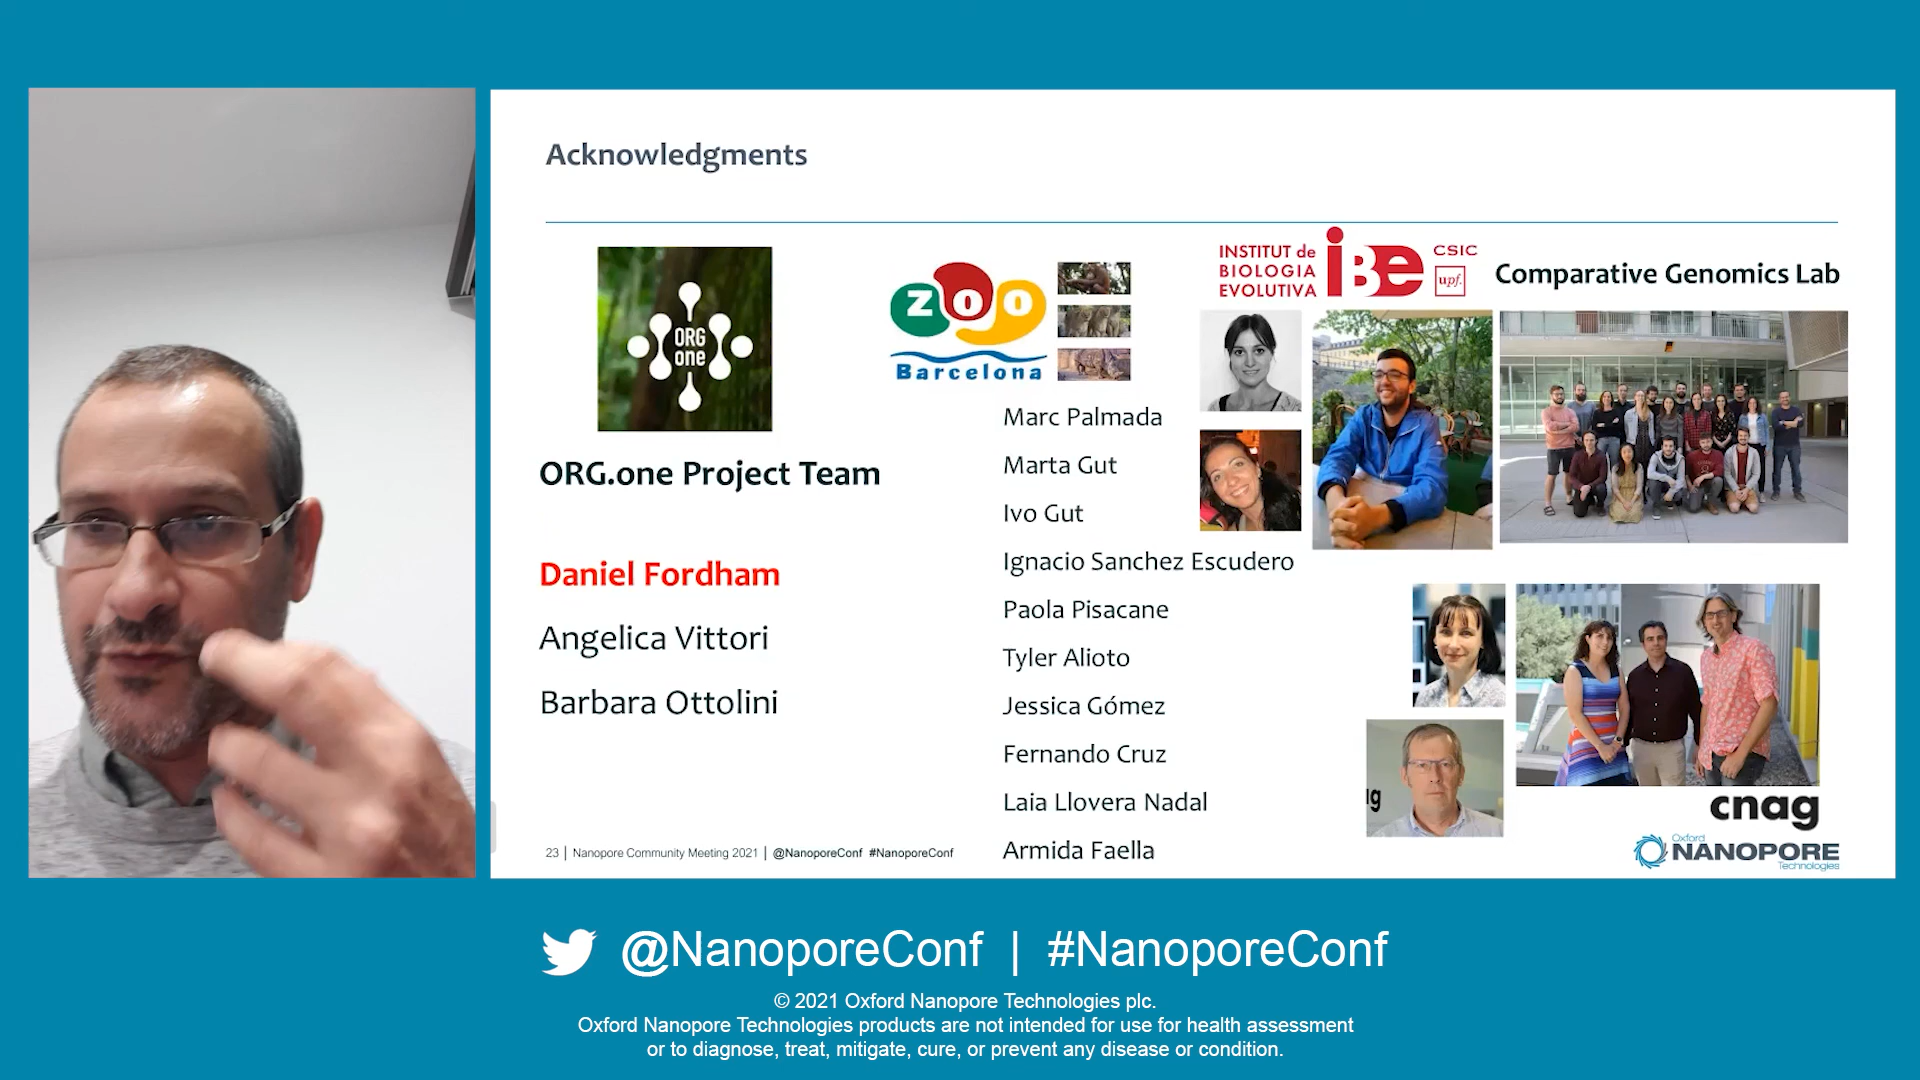 Acknowledgments
ORG
one
ORG.one Project Team
Daniel Fordham
Angelica Vittori
Barbara Ottolini
zoo
Barcelona
Marc Palmada
Marta Gut
Ivo Gut
Ignacio Sanchez Escudero
Paola Pisacane
Tyler Alioto
Jessica Gómez
Fernando Cruz
Laia Llovera Nadal
Armida Faella
INSTITUT de
BIOLOGIA
EVOLUTIVA
iBe
CSIC
upf.
Comparative Genomics Lab
ag
cnag
Oxford
NANOPORE
Technologies
23 | Nanopore Community Meeting 2021 | @NanoporeConf #NanoporeConf
@NanoporeConf | #NanoporeConf
© 2021 Oxford Nanopore Technologies plc.
Oxford Nanopore Technologies products are not intended for use for health assessment
or to diagnose, treat, mitigate, cure, or prevent any disease or condition.